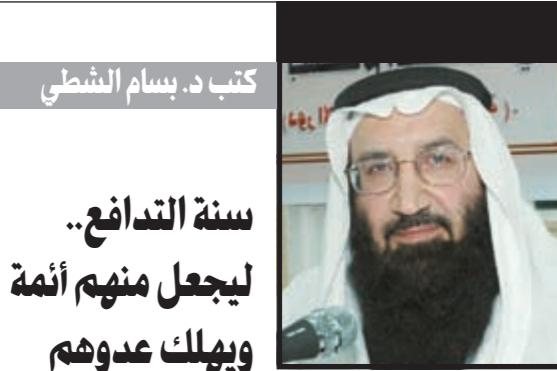 كتب د. بسام الشطي
سنة التدافع..
ليجعل منهم أئمة
ويهلك عدوهم